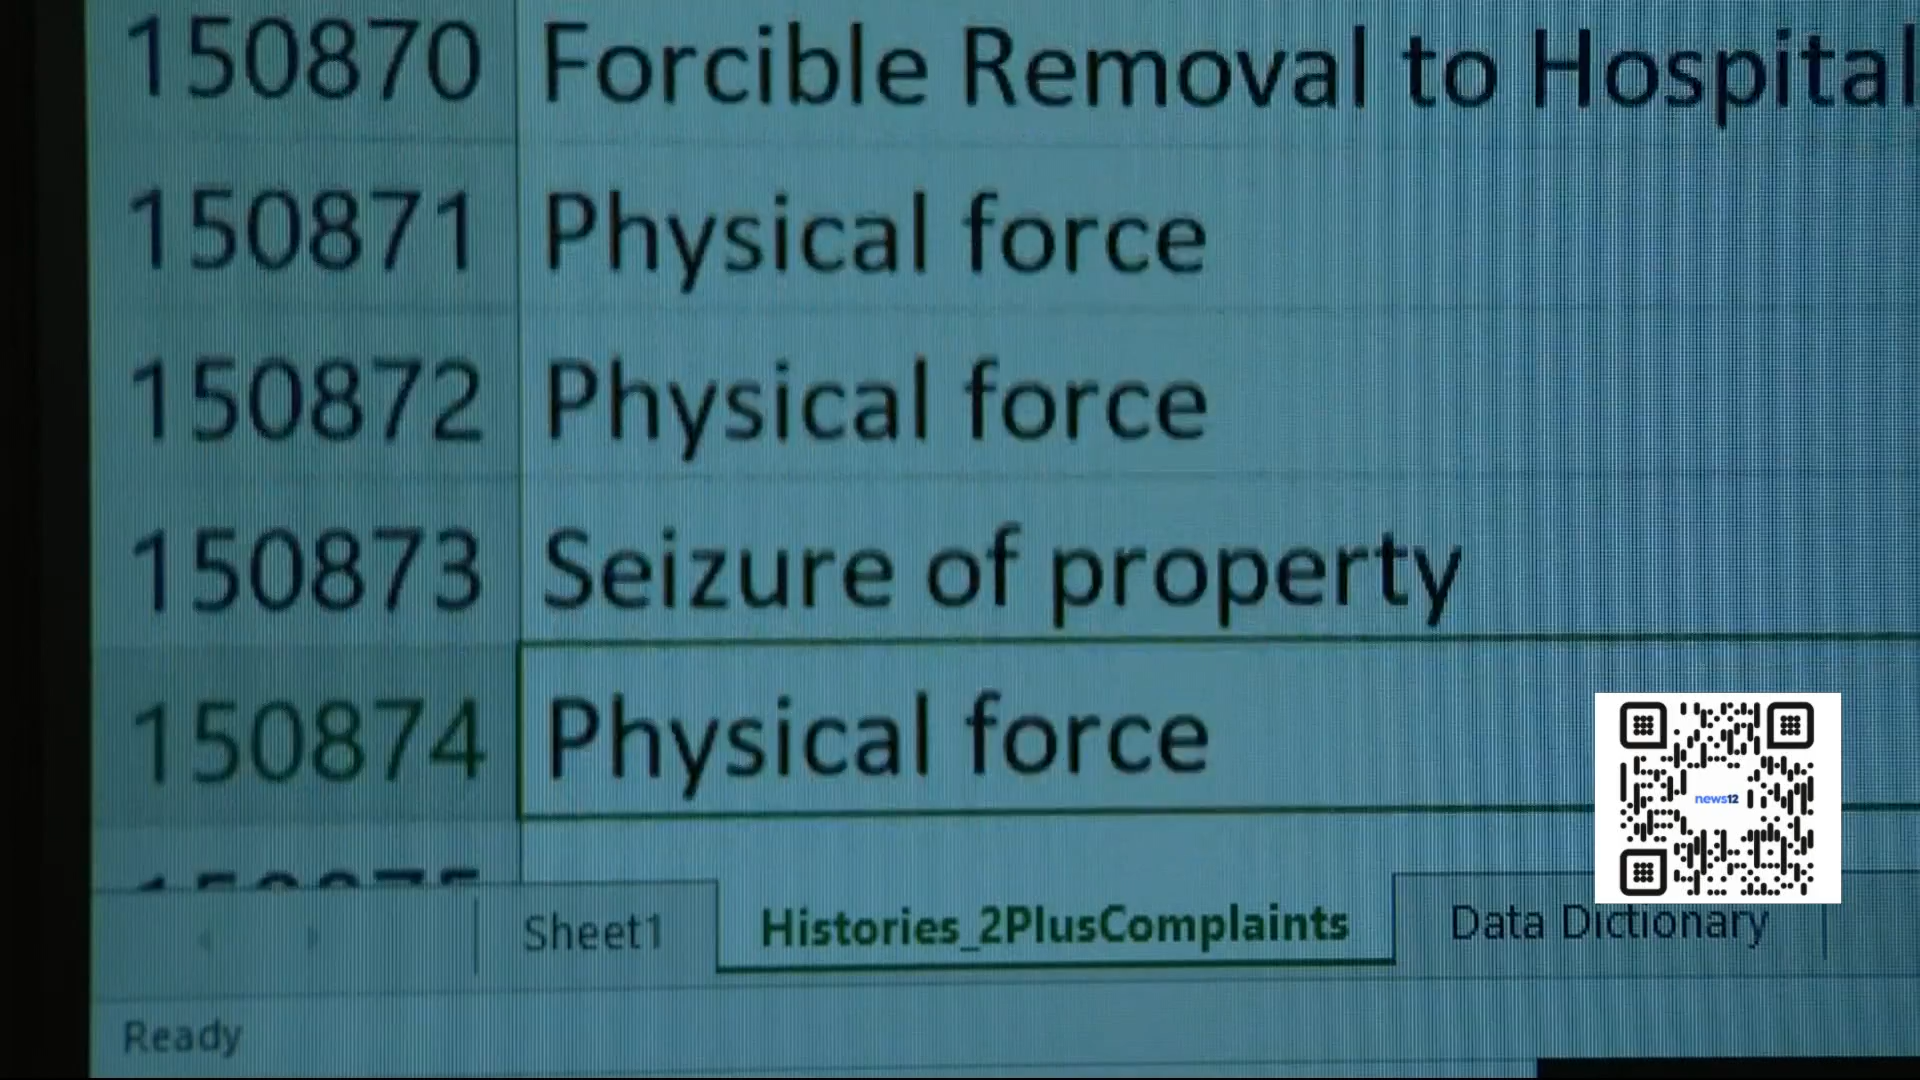 150870 Forcible Removal to Hospital
150871 Physical force
150872 Physical force
150873 Seizure of property
150874 Physical force
150875
Sheet1 Histories_2PlusComplaints Data Dictionary
Ready
news12